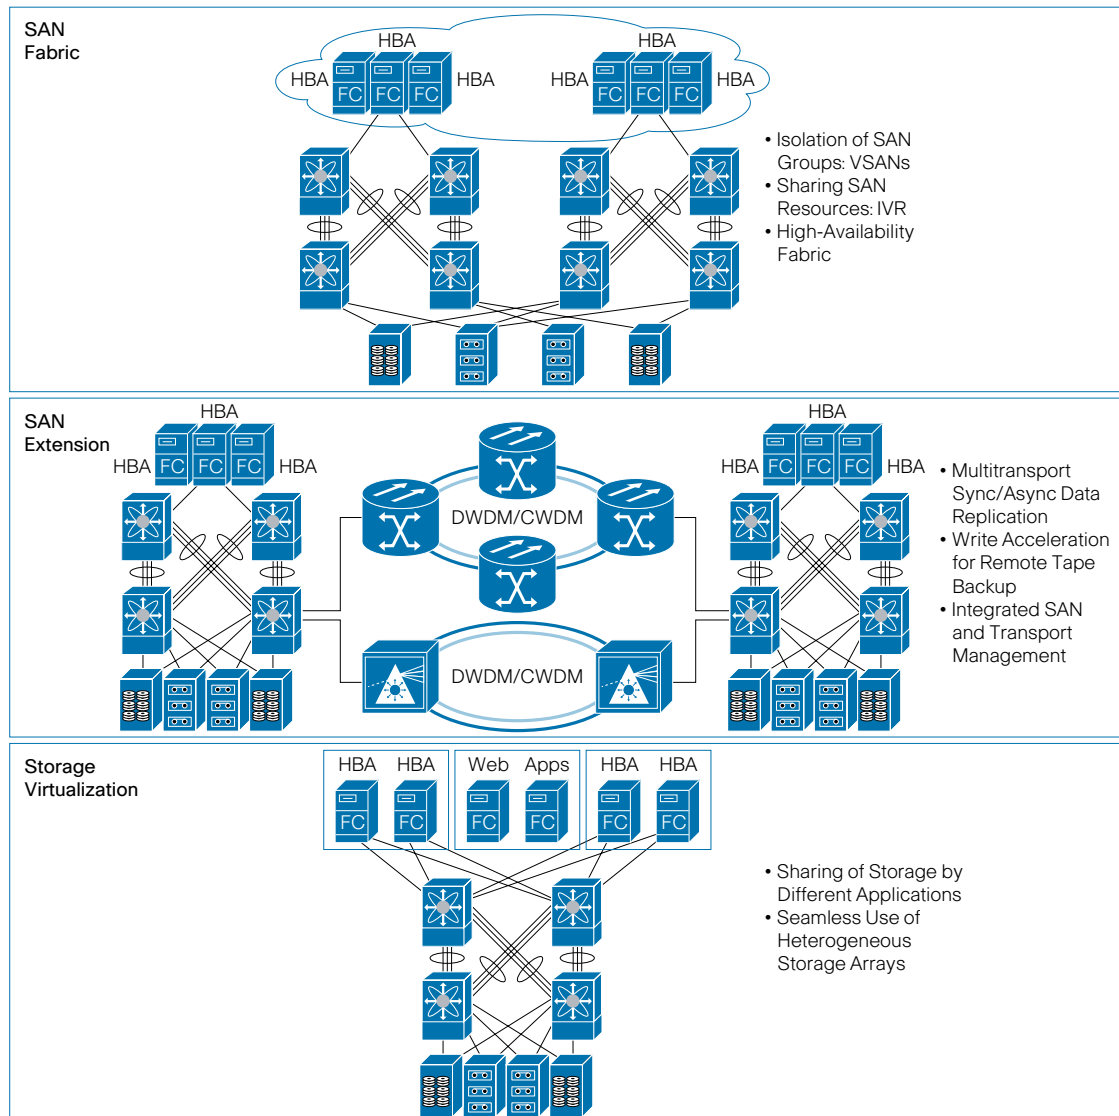 SAN
Fabric
HBA
HBA
HBA
HBA
HBA
HBA
FC
FC
FC
FC
FC
FC
• Isolation of SAN
Groups: VSANs
• Sharing SAN
Resources: IVR
• High-Availability
Fabric
SAN
Extension
HBA
HBA
HBA
FC
FC
FC
DWDM/CWDM
DWDM/CWDM
HBA
HBA
HBA
FC
FC
FC
• Multitransport
Sync/Async Data
Replication
• Write Acceleration
for Remote Tape
Backup
• Integrated SAN
and Transport
Management
Storage
Virtualization
HBA
HBA
Web
Apps
HBA
HBA
FC
FC
FC
FC
FC
FC
• Sharing of Storage by
Different Applications
• Seamless Use of
Heterogeneous
Storage Arrays